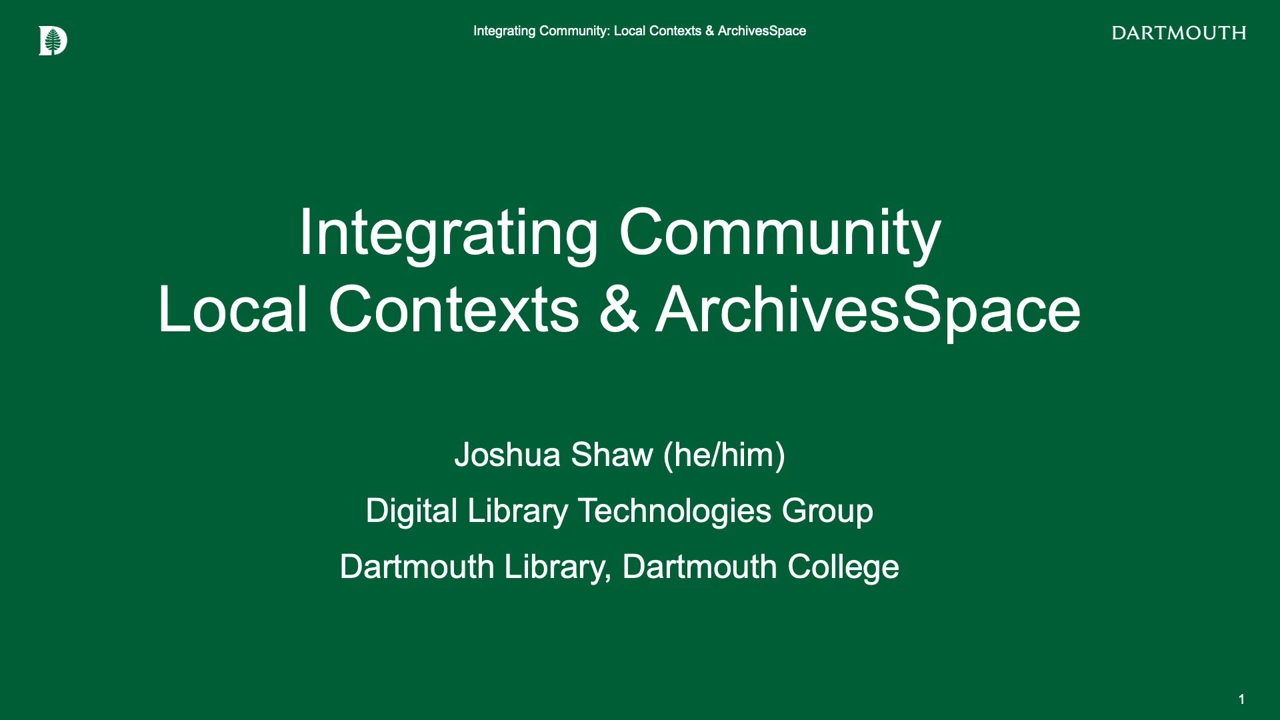 Integrating Community: Local Contexts & ArchivesSpace
D
DARTMOUTH
Integrating Community
Local Contexts & ArchivesSpace
Joshua Shaw (he/him)
Digital Library Technologies Group
Dartmouth Library, Dartmouth College
1